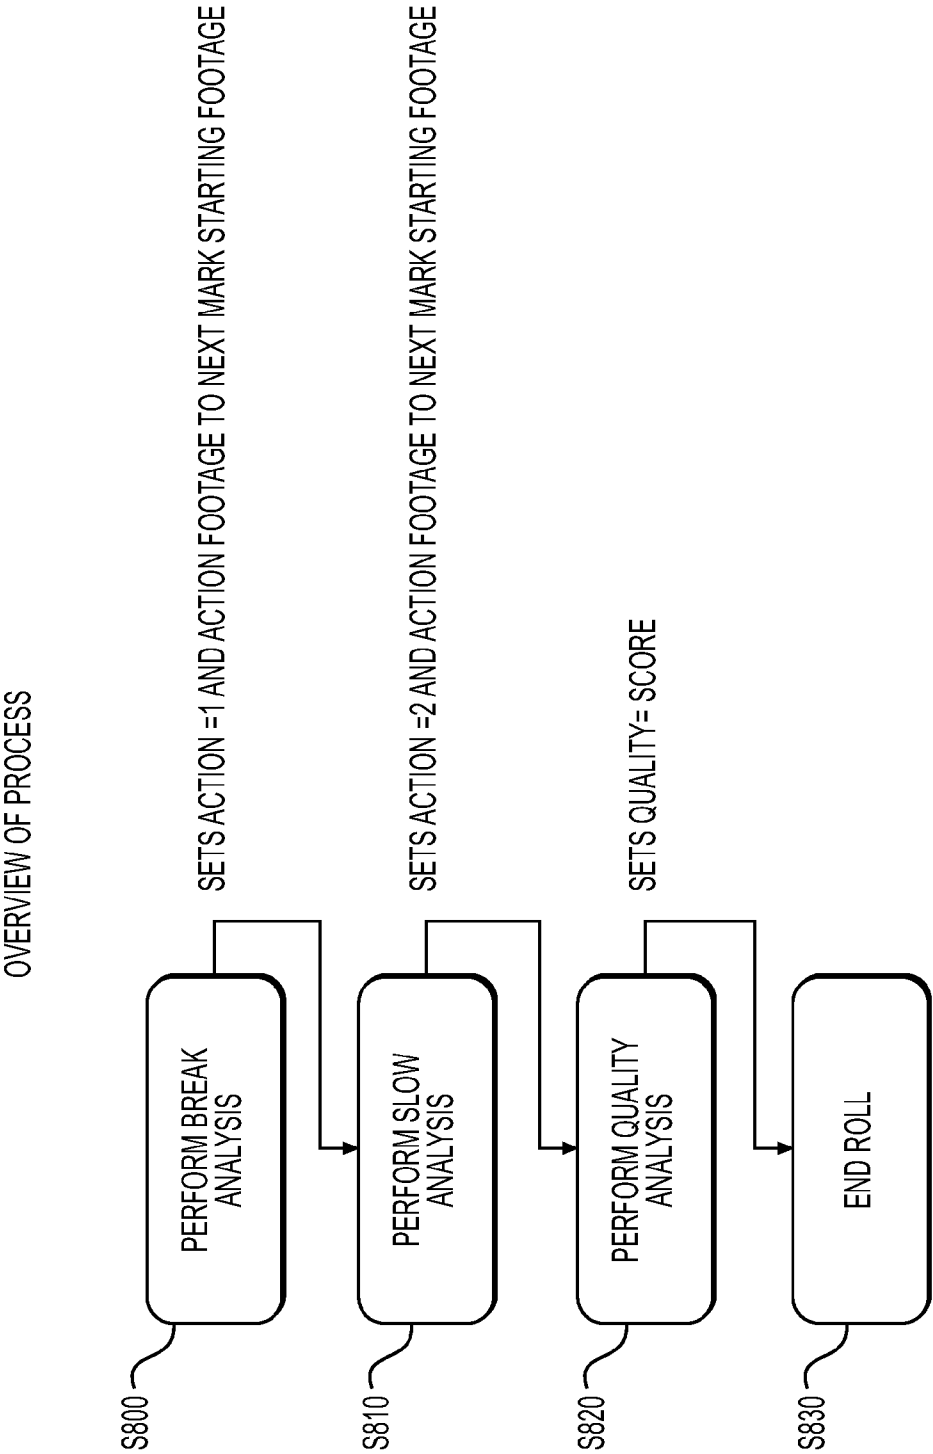 OVERVIEW OF PROCESS
S800
PERFORM BREAK
ANALYSIS
SETS ACTION =1 AND ACTION FOOTAGE TO NEXT MARK STARTING FOOTAGE
S810
PERFORM SLOW
ANALYSIS
SETS ACTION =2 AND ACTION FOOTAGE TO NEXT MARK STARTING FOOTAGE
S820
PERFORM QUALITY
ANALYSIS
SETS QUALITY= SCORE
S830
END ROLL